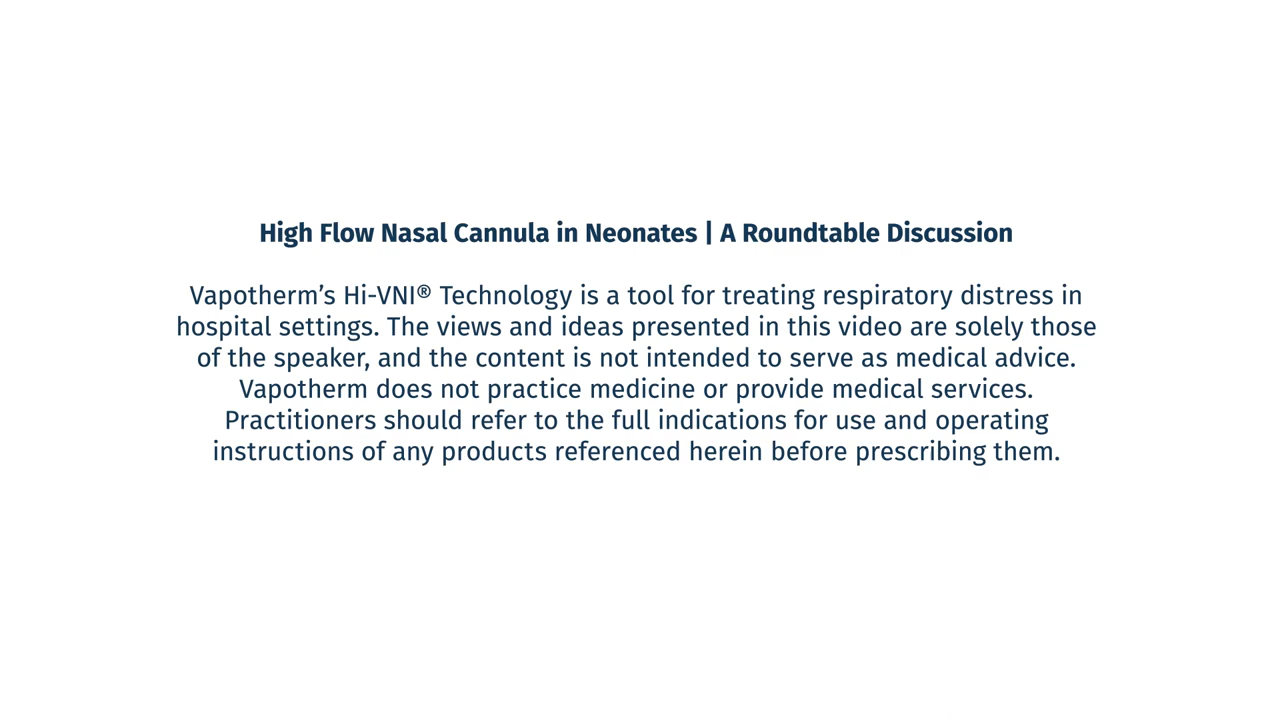 High Flow Nasal Cannula in Neonates | A Roundtable Discussion
Vapotherm’s Hi-VNI® Technology is a tool for treating respiratory distress in
hospital settings. The views and ideas presented in this video are solely those
of the speaker, and the content is not intended to serve as medical advice.
Vapotherm does not practice medicine or provide medical services.
Practitioners should refer to the full indications for use and operating
instructions of any products referenced herein before prescribing them.